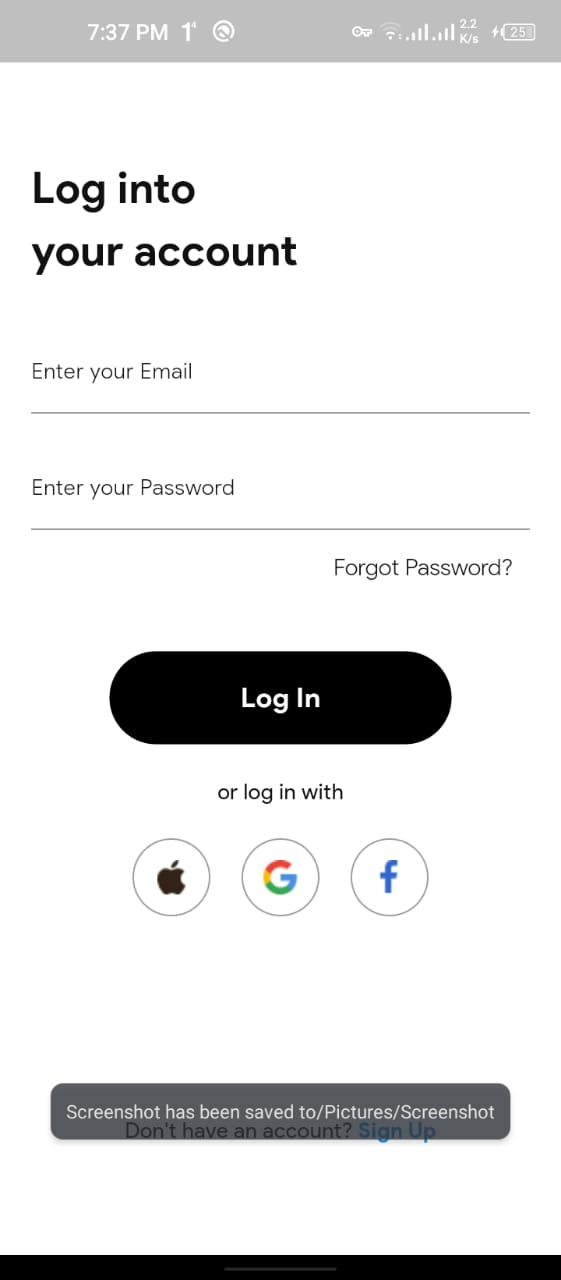 7:37 PM 1 2.2 K/s 25
Log into
your account
Enter your Email
Enter your Password
Forgot Password?
Log In
or log in with
Screenshot has been saved to/Pictures/Screenshot
Don't have an account? Sign Up